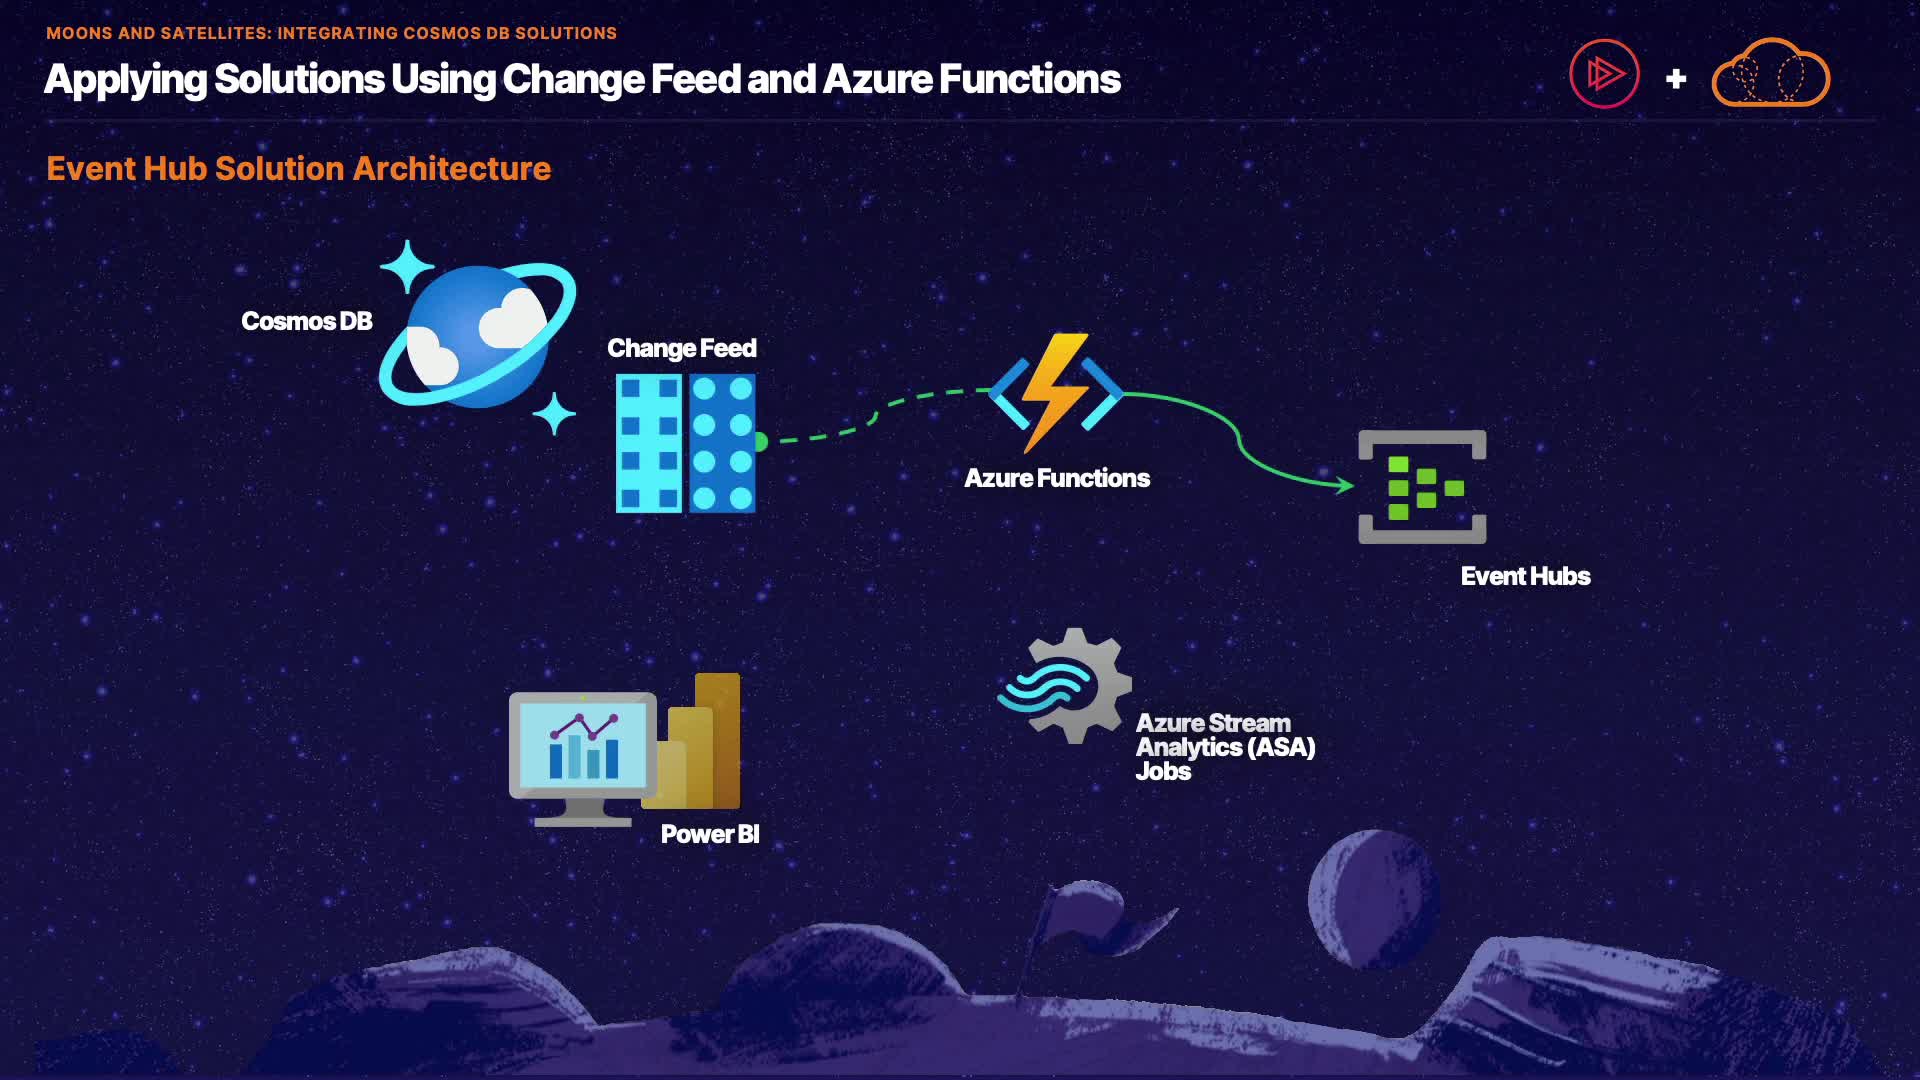 MOONS AND SATELLITES: INTEGRATING COSMOS DB SOLUTIONS
Applying Solutions Using Change Feed and Azure Functions
Event Hub Solution Architecture
Cosmos DB
Change Feed
Azure Functions
Event Hubs
Azure Stream
Analytics (ASA)
Jobs
Power BI